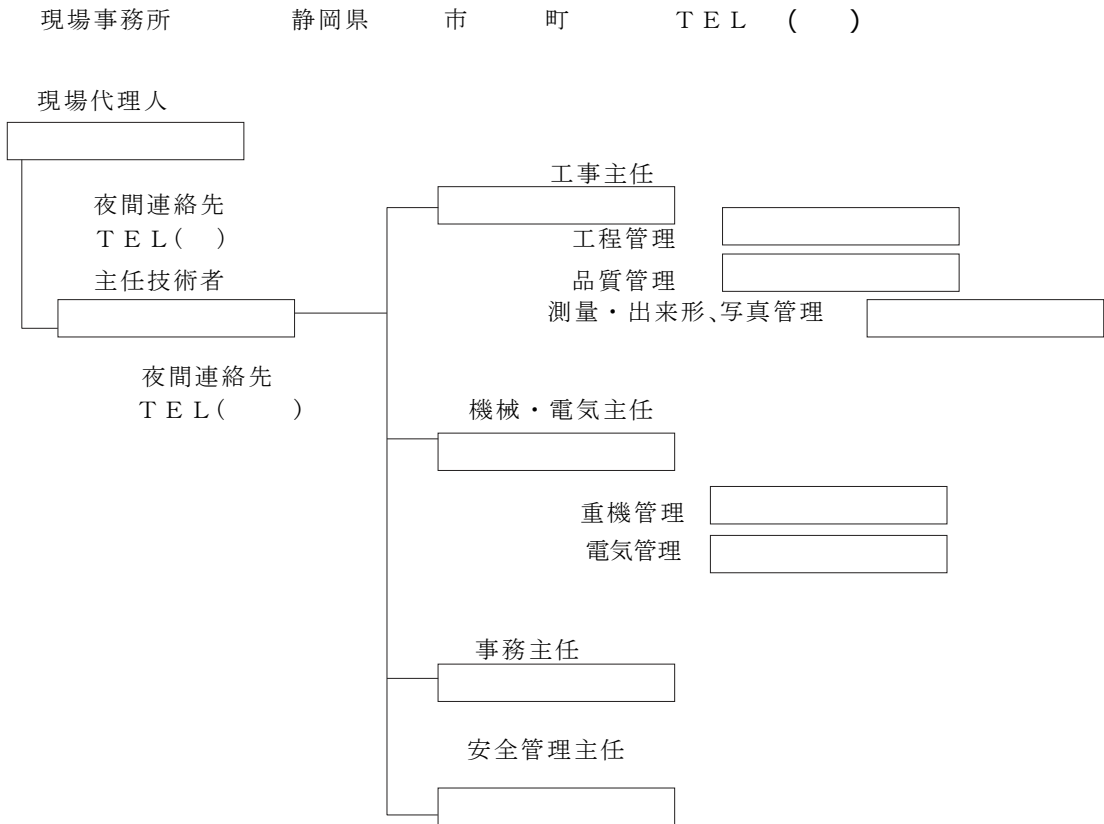 現場事務所 静岡県 市 町 ＴＥＬ ( )
現場代理人
夜間連絡先
ＴＥＬ( )
主任技術者
夜間連絡先
ＴＥＬ( )
工事主任
工程管理
品質管理
測量・出来形、写真管理
機械・電気主任
重機管理
電気管理
事務主任
安全管理主任